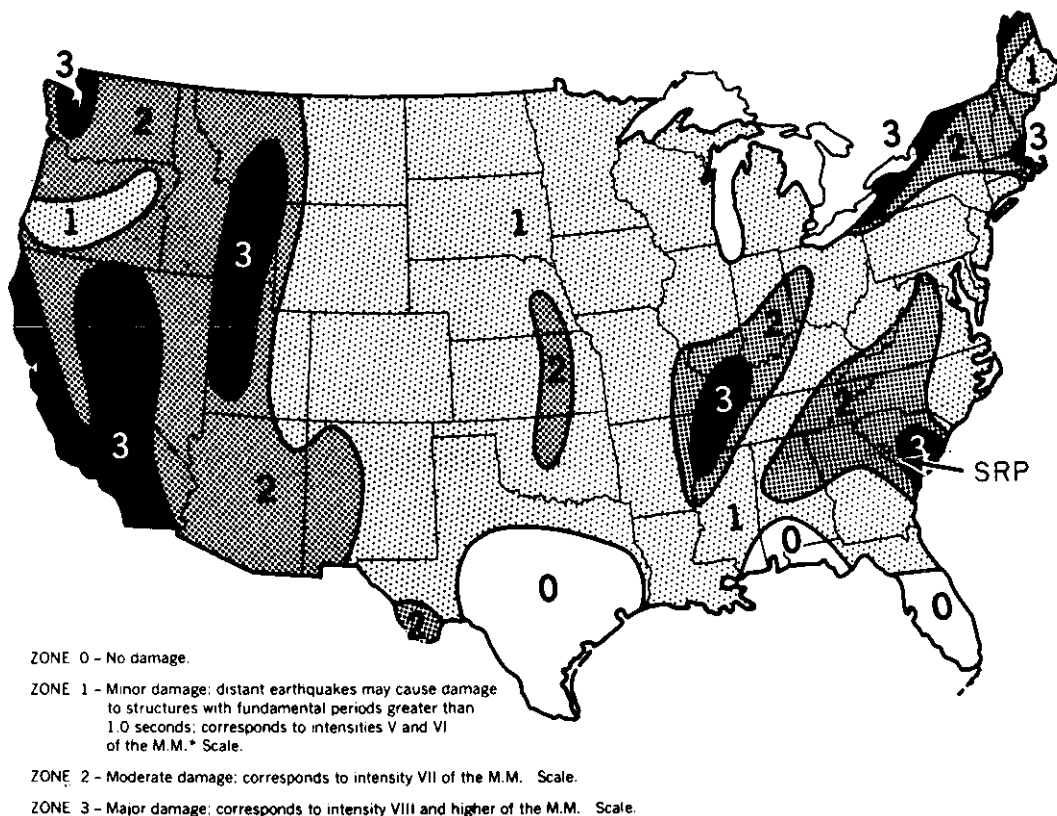 3
1
2
3
3
2
1
1
3
2
2
3
2
3
3
2
SRP
1
0
0
0
2
ZONE 0 – No damage.
ZONE 1 – Minor damage; distant earthquakes may cause damage
to structures with fundamental periods greater than
1.0 seconds; corresponds to intensities V and VI
of the M.M.* Scale.
ZONE 2 – Moderate damage; corresponds to intensity VII of the M.M. Scale.
ZONE 3 – Major damage; corresponds to intensity VIII and higher of the M.M. Scale.